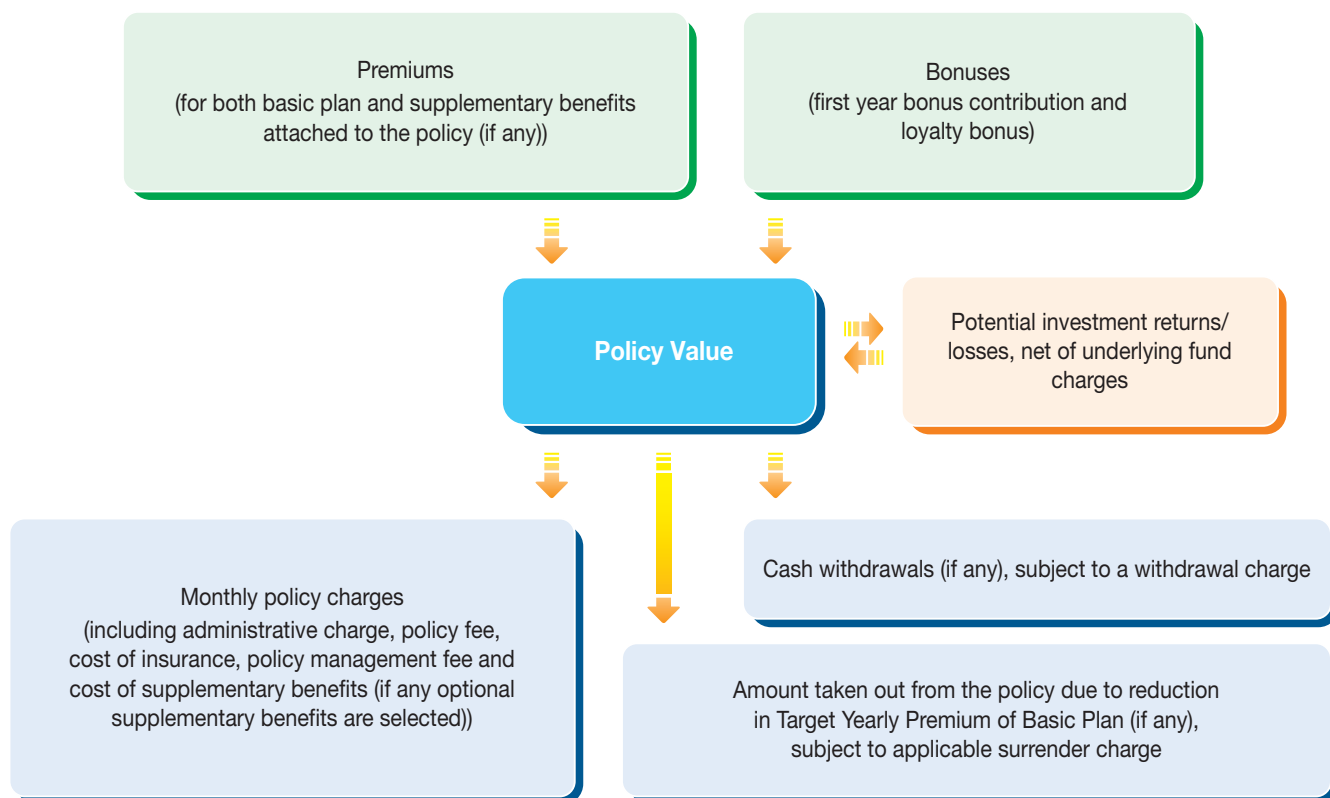 Premiums
(for both basic plan and supplementary benefits
attached to the policy (if any))
Bonuses
(first year bonus contribution and
loyalty bonus)
Policy Value
Potential investment returns/
losses, net of underlying fund
charges
Monthly policy charges
(including administrative charge, policy fee,
cost of insurance, policy management fee and
cost of supplementary benefits (if any optional
supplementary benefits are selected))
Cash withdrawals (if any), subject to a withdrawal charge
Amount taken out from the policy due to reduction
in Target Yearly Premium of Basic Plan (if any),
subject to applicable surrender charge